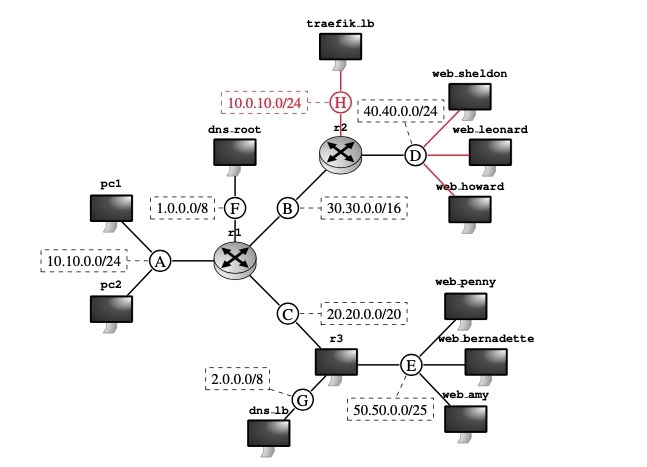 traefik_lb
web_sheldon
10.0.10.0/24
H
40.40.0.0/24
r2
dns_root
web_leonard
D
web_howard
pc1
1.0.0.0/8
F
B
30.30.0.0/16
r1
10.10.0.0/24
A
pc2
web_penny
C
20.20.0.0/20
r3
web_bernadette
E
2.0.0.0/8
G
web_amy
dns_lb
50.50.0.0/25